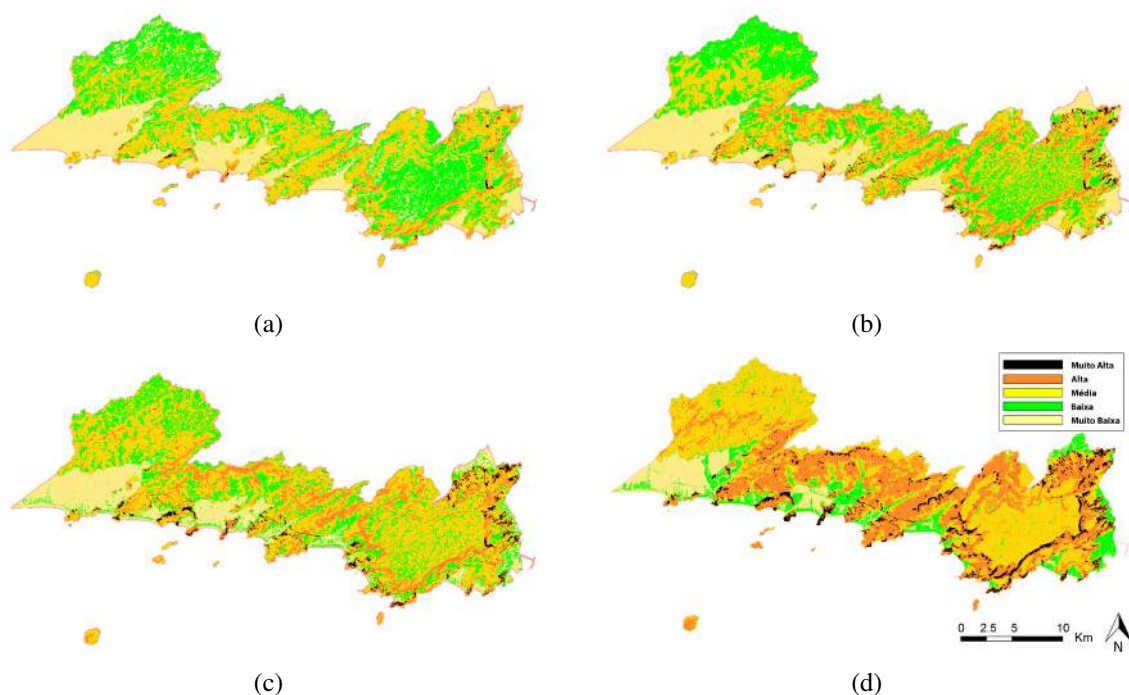 (a)
(b)
Muito Alta
Alta
Média
Baixa
Muito Baixa
0 2.5 5 10 Km
N
(c)
(d)